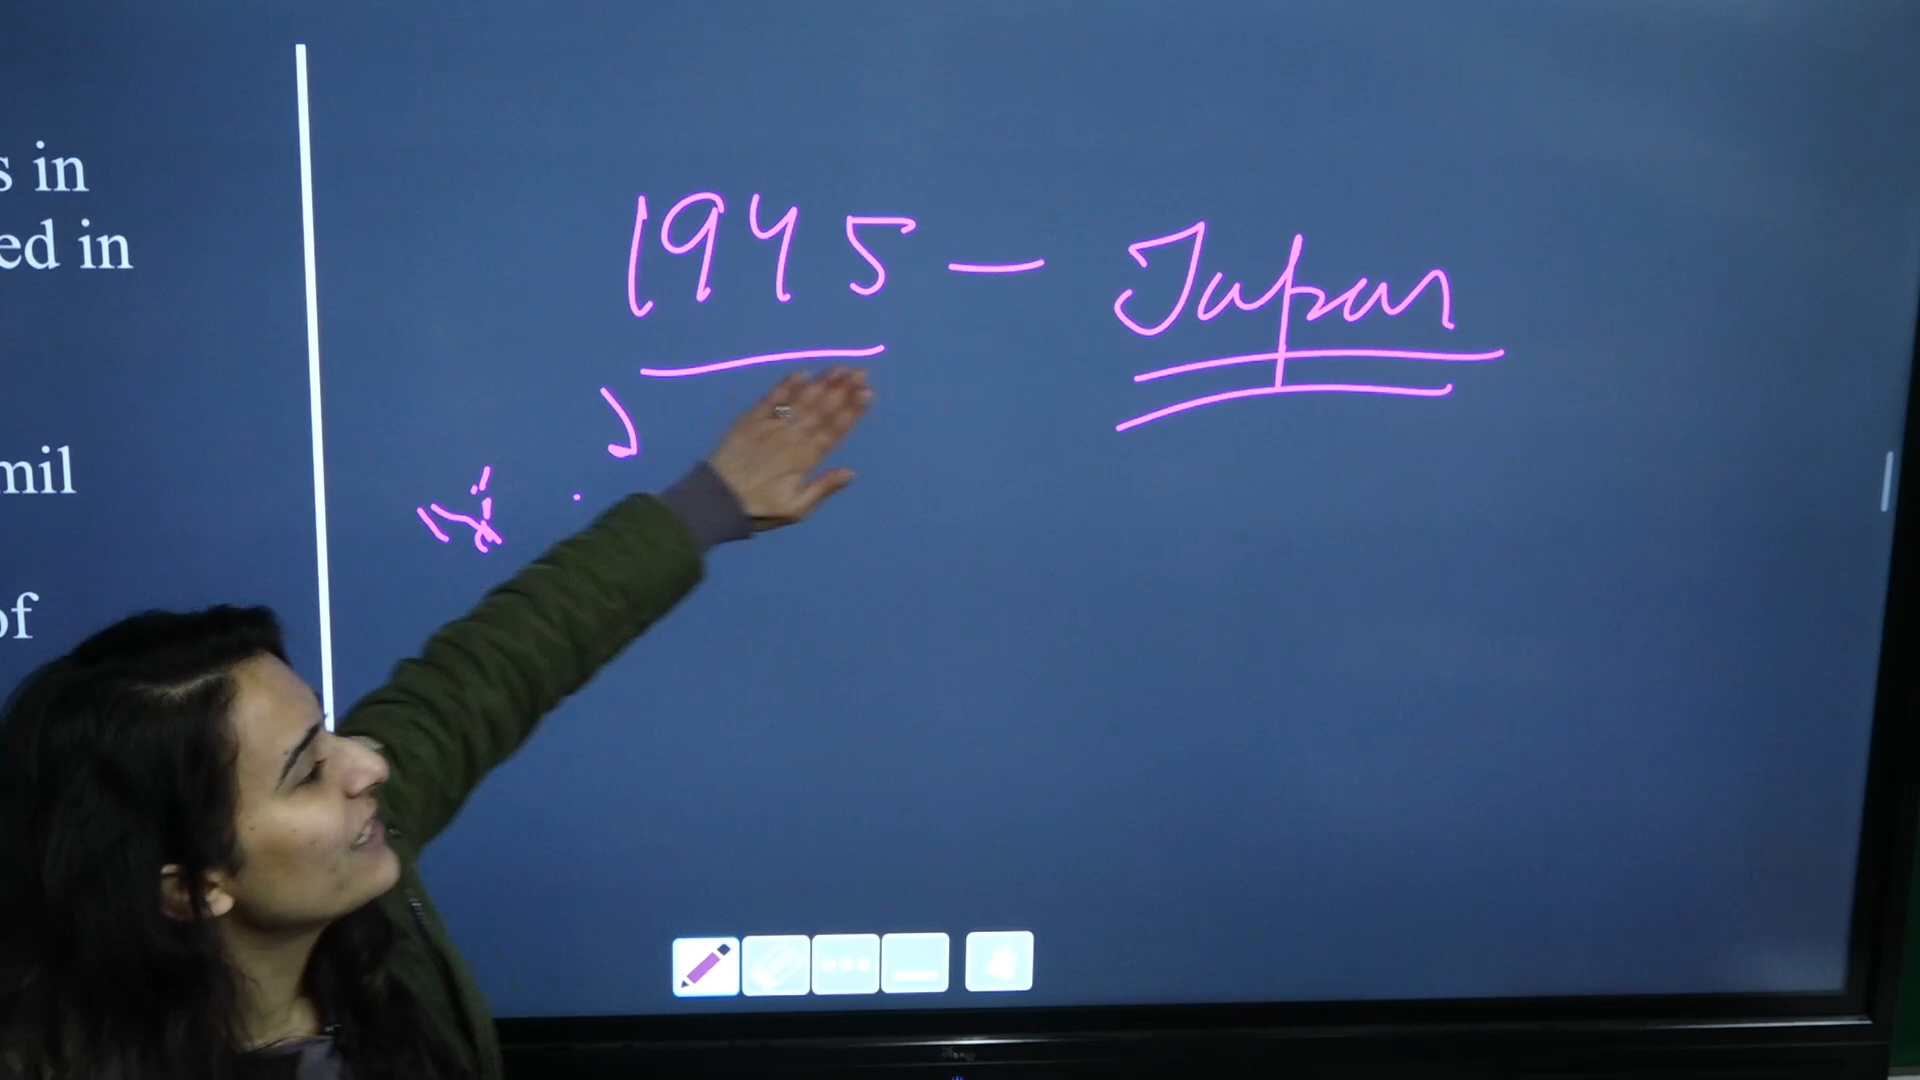 s in
ed in
mil
of
1945 — Japan